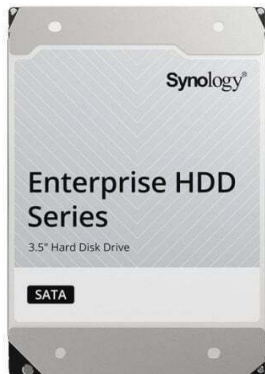 Synology®
Enterprise HDD
Series
3.5" Hard Disk Drive
SATA